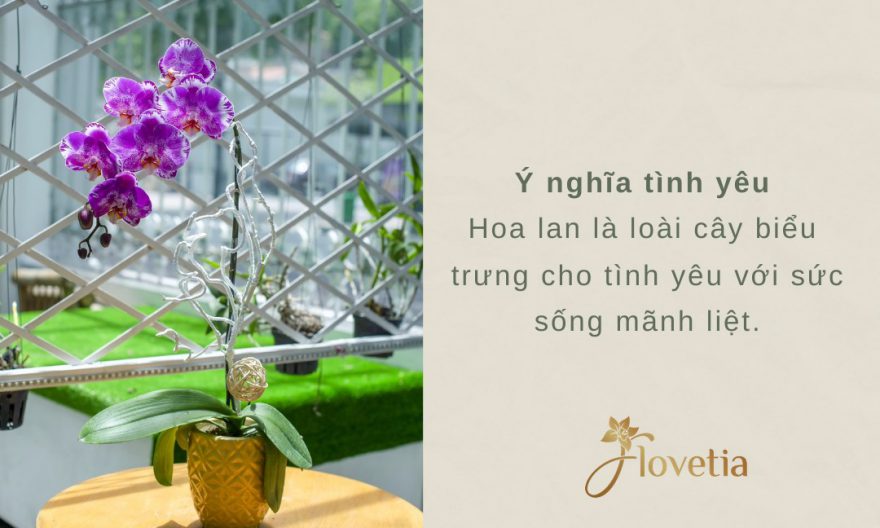 Ý nghĩa tình yêu
Hoa lan là loài cây biểu
trưng cho tình yêu với sức
sống mãnh liệt.
flovetia